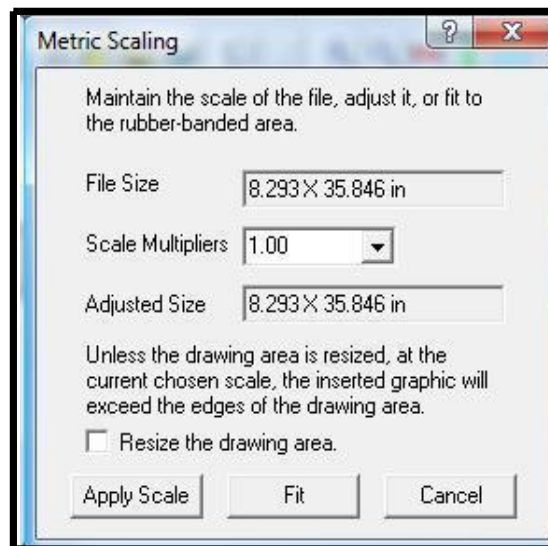 Metric Scaling
Maintain the scale of the file, adjust it, or fit to
the rubber-banded area.
File Size 8.293 X 35.846 in
Scale Multipliers 1.00
Adjusted Size 8.293 X 35.846 in
Unless the drawing area is resized, at the
current chosen scale, the inserted graphic will
exceed the edges of the drawing area.
Resize the drawing area.
Apply Scale Fit Cancel